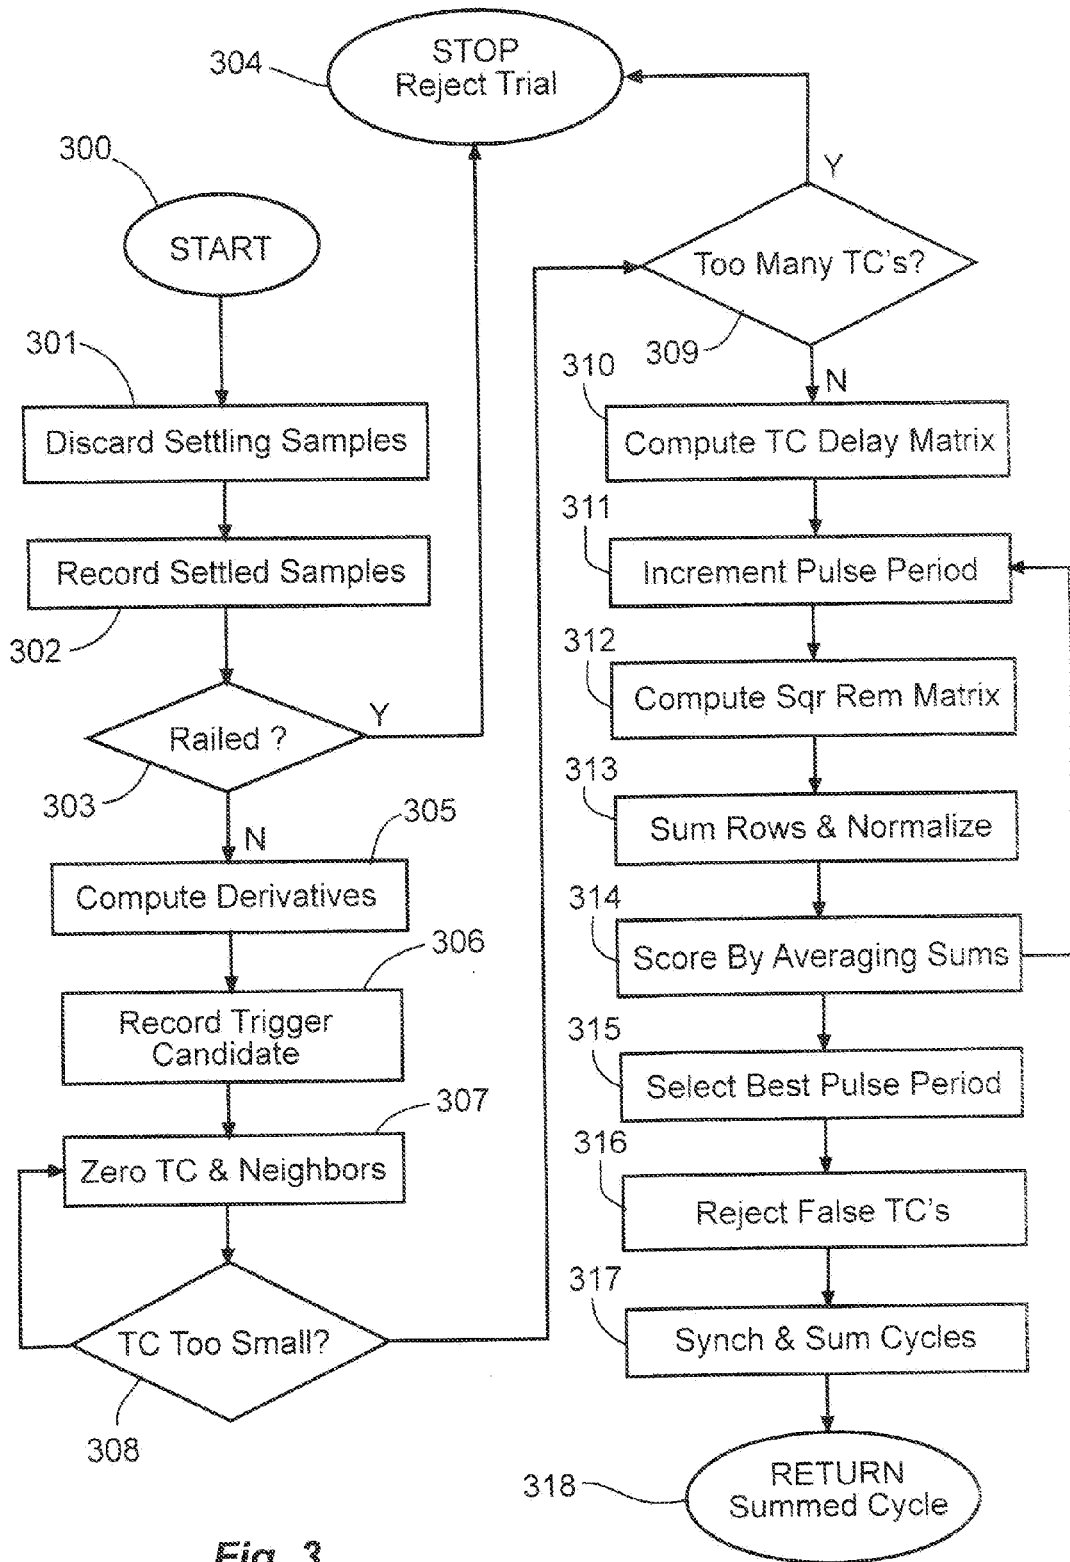 304
STOP
Reject Trial
300
START
301
Discard Settling Samples
Record Settled Samples
302
Railed ?
Y
303
N
305
Compute Derivatives
306
Record Trigger
Candidate
307
Zero TC & Neighbors
TC Too Small?
308
Y
Too Many TC's?
309
N
310
Compute TC Delay Matrix
311
Increment Pulse Period
312
Compute Sqr Rem Matrix
313
Sum Rows & Normalize
314
Score By Averaging Sums
315
Select Best Pulse Period
316
Reject False TC's
317
Synch & Sum Cycles
318
RETURN
Summed Cycle
Fig. 3